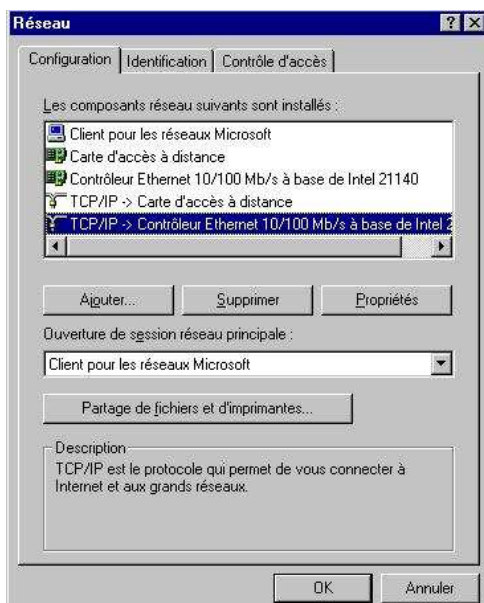 Réseau
Configuration
Identification
Contrôle d'accès
Les composants réseau suivants sont installés :
Client pour les réseaux Microsoft
Carte d'accès à distance
Contrôleur Ethernet 10/100 Mb/s à base de Intel 21140
TCP/IP -> Carte d'accès à distance
TCP/IP -> Contrôleur Ethernet 10/100 Mb/s à base de Intel 2
Ajouter...
Supprimer
Propriétés
Ouverture de session réseau principale :
Client pour les réseaux Microsoft
Partage de fichiers et d'imprimantes...
Description
TCP/IP est le protocole qui permet de vous connecter à
Internet et aux grands réseaux.
OK
Annuler